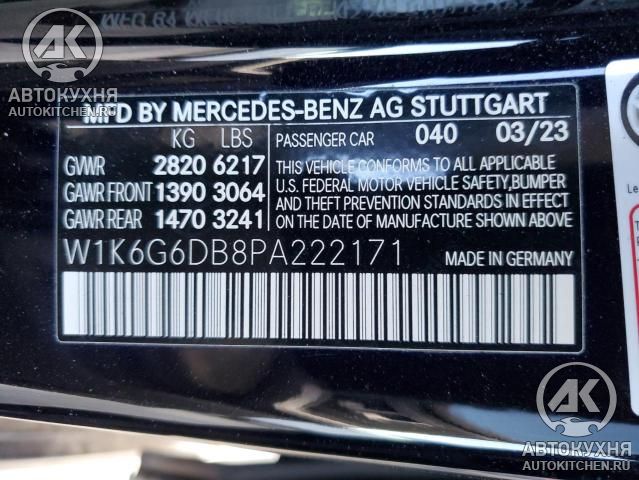 AK
АВТОКУХНЯ
AUTOKITCHEN.RU
MFD BY MERCEDES-BENZ AG STUTTGART
KG LBS
PASSENGER CAR 040 03/23
GVWR 2820 6217
GAWR FRONT 1390 3064
GAWR REAR 1470 3241
THIS VEHICLE CONFORMS TO ALL APPLICABLE
U.S. FEDERAL MOTOR VEHICLE SAFETY,BUMPER
AND THEFT PREVENTION STANDARDS IN EFFECT
ON THE DATE OF MANUFACTURE SHOWN ABOVE.
W1K6G6DB8PA222171
MADE IN GERMANY
AK
АВТОКУХНЯ
AUTOKITCHEN.RU